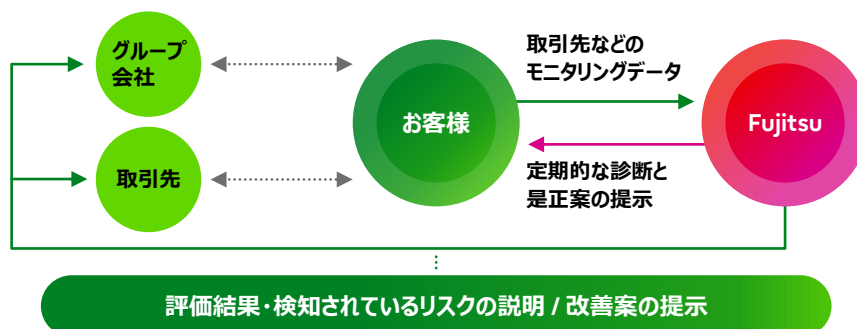 グループ
会社
取引先
お客様
取引先などの
モニタリングデータ
定期的な診断と
是正案の提示
Fujitsu
評価結果・検知されているリスクの説明 / 改善案の提示